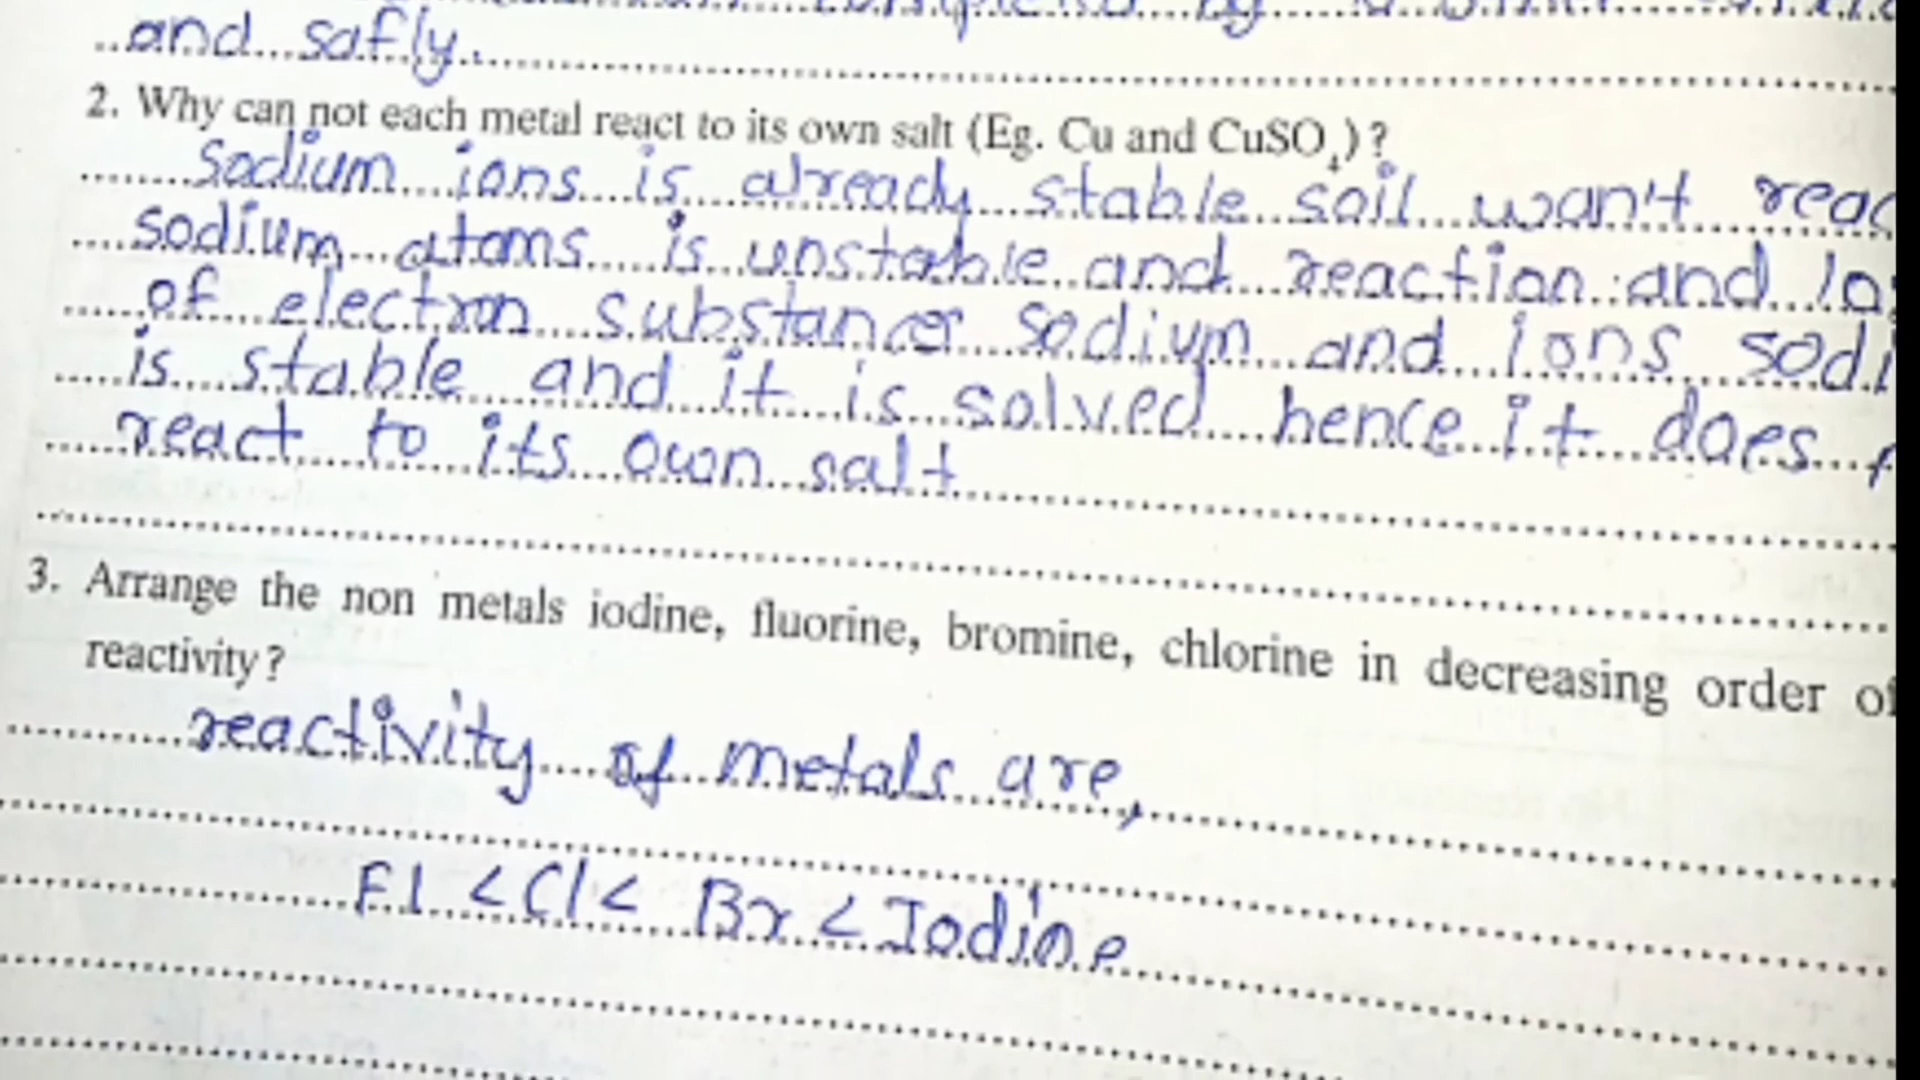 and safly.
2. Why can not each metal react to its own salt (Eg. Cu and CuSO₄)?
sodium ions is already stable soil wan't reac
sodium atoms is unstable and reaction and lo
of electron substances sodium and ions sodi
is stable and it is solved hence it does
react to its own salt
3. Arrange the non metals iodine, fluorine, bromine, chlorine in decreasing order of
reactivity?
reactivity of metals are,
Fl < Cl < Br < Iodine